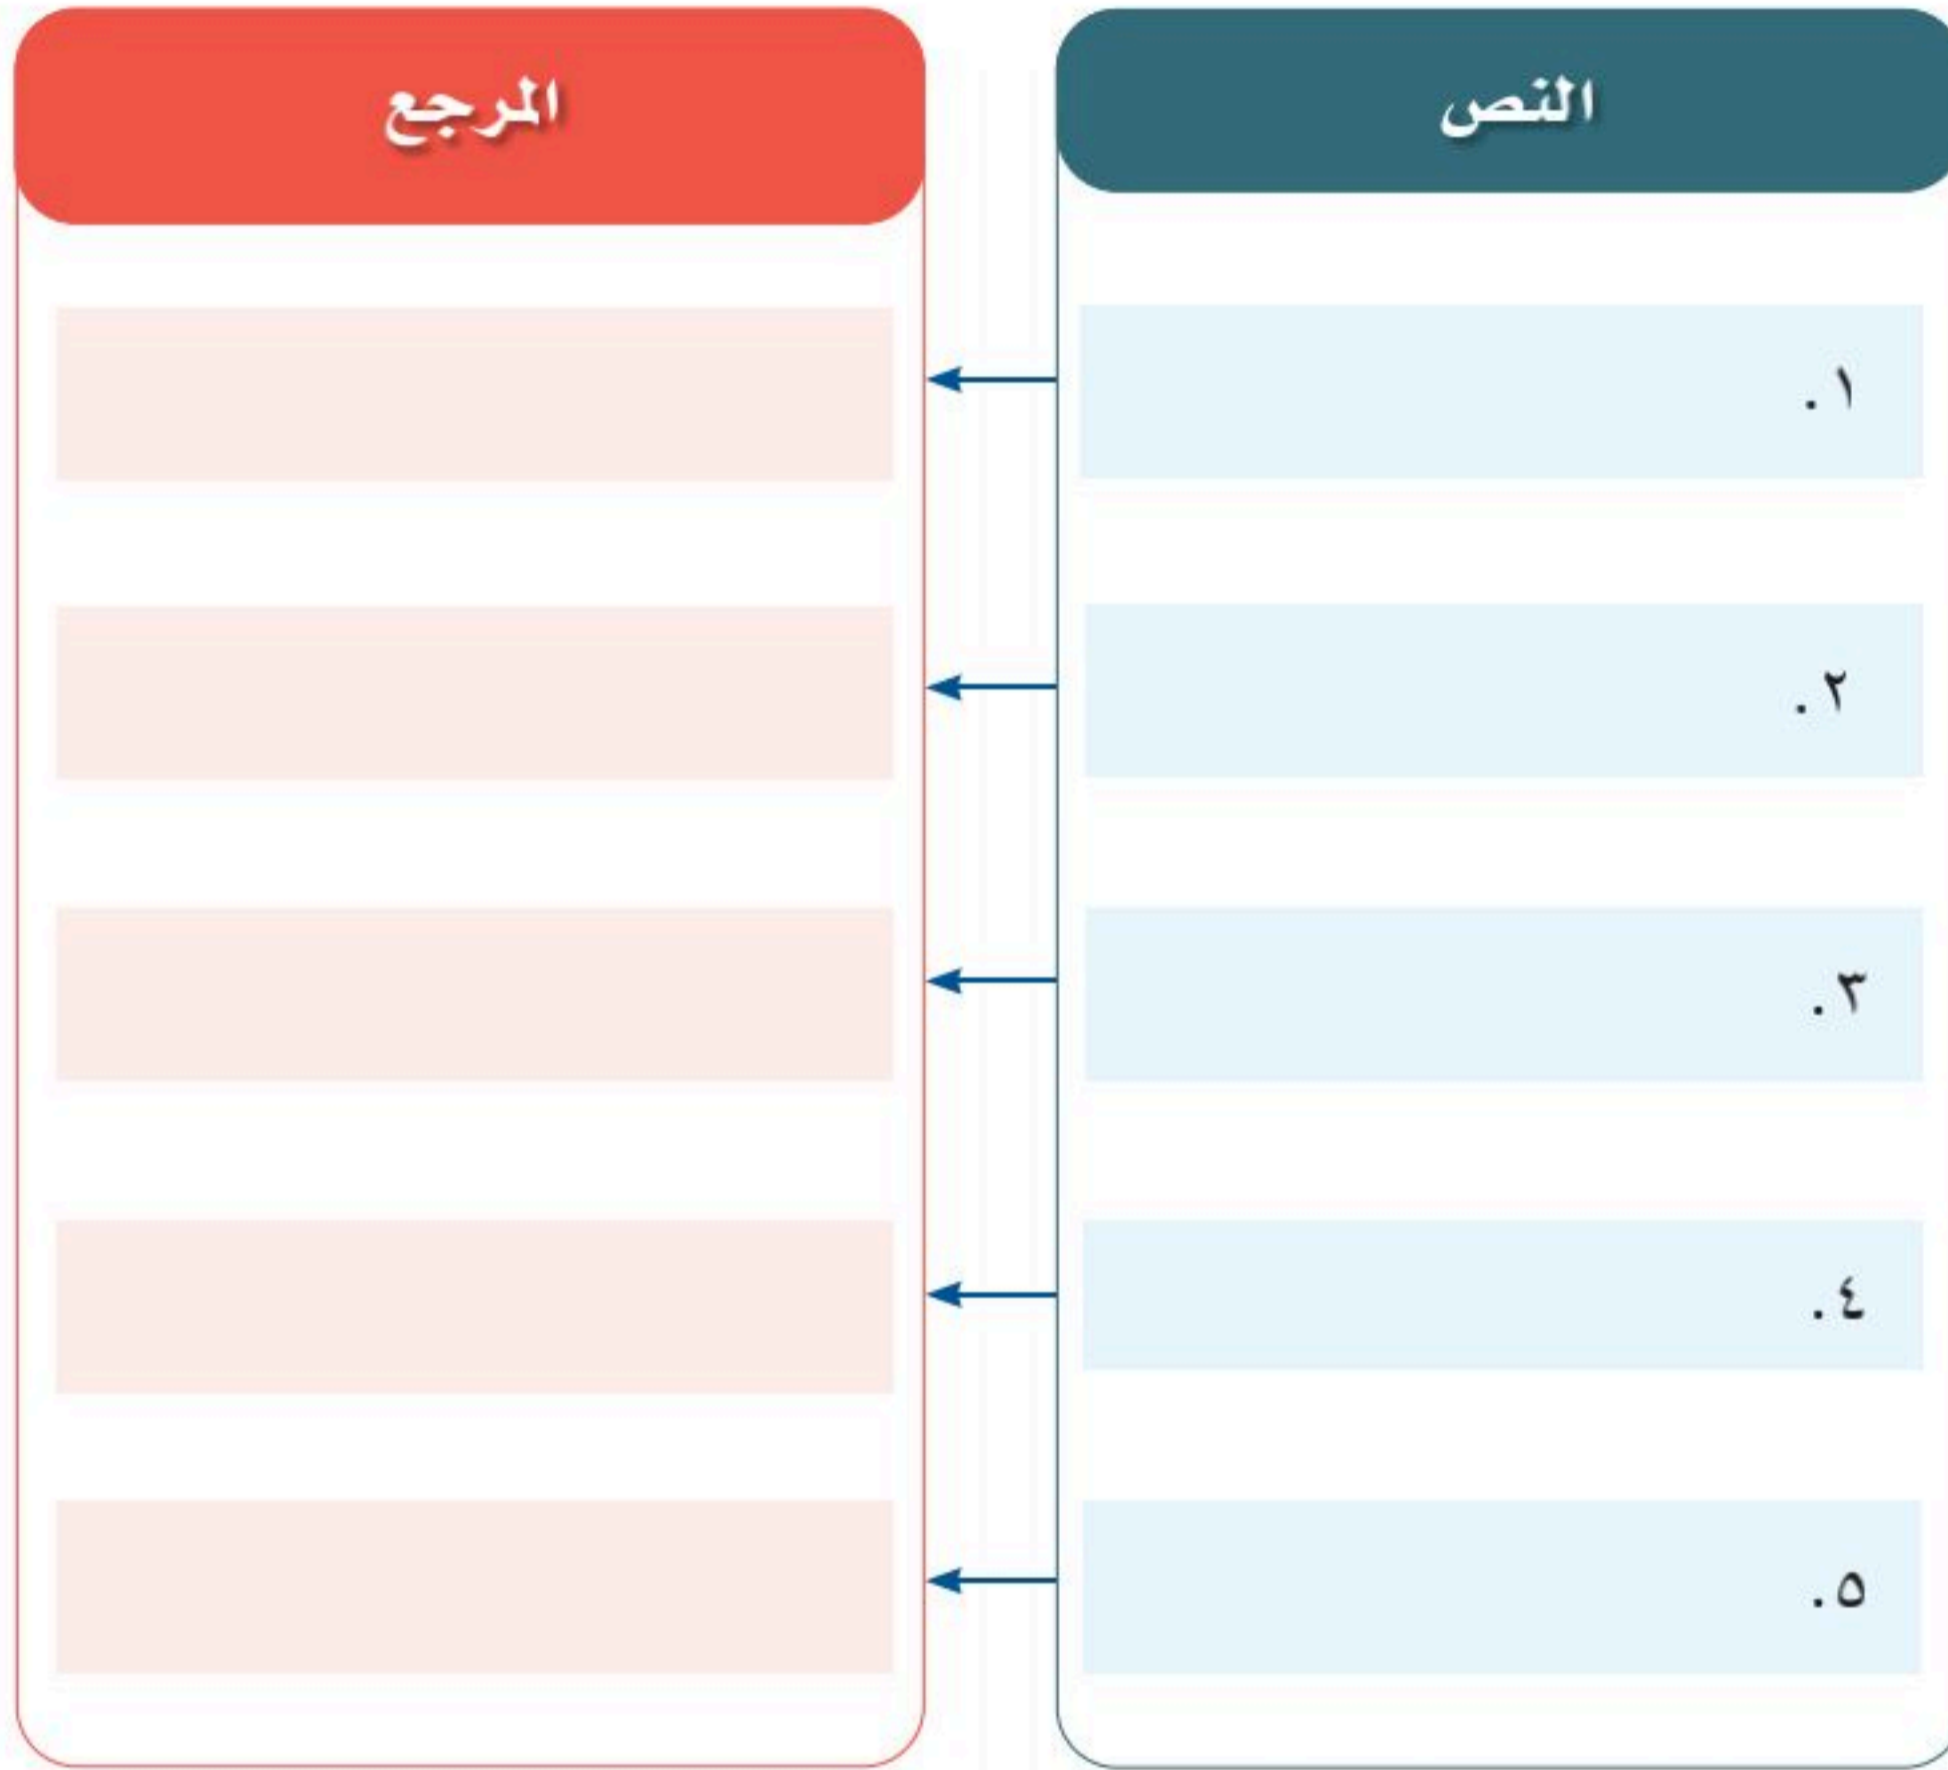 النص
المرجع
١.
٢.
٣.
٤.
٥.